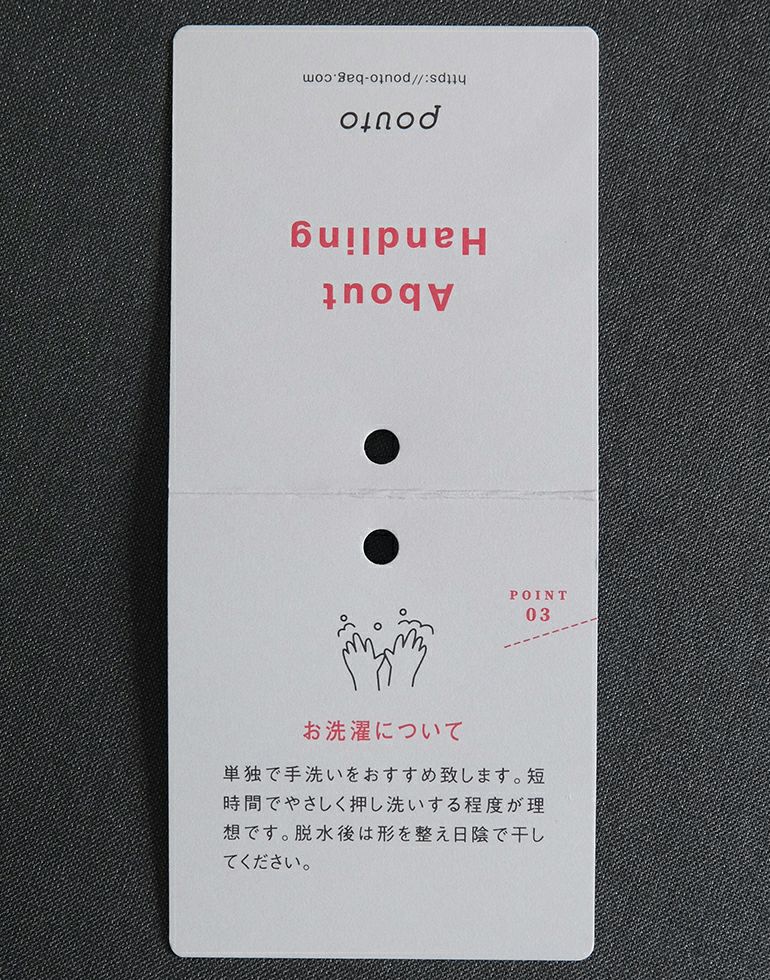 About
Handling
pouto
https://pouto-bag.com
POINT
03
お洗濯について
単独で手洗いをおすすめ致します。短
時間でやさしく押し洗いする程度が理
想です。脱水後は形を整え日陰で干し
てください。